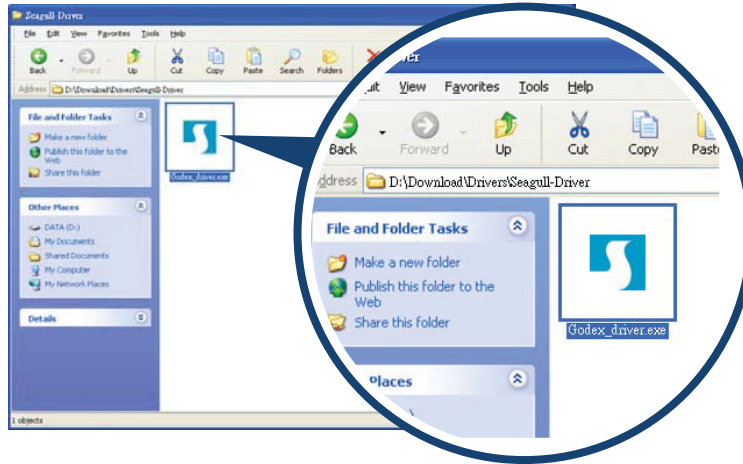 Seagull-Driver
File Edit View Favorites Tools Help
Back Forward Up Cut Copy Paste Search Folders
Address D:\Download\Drivers\Seagull-Driver
File and Folder Tasks
Make a new folder
Publish this folder to the
Web
Share this folder
Other Places
DATA (D:)
My Documents
Shared Documents
My Computer
My Network Places
Details
1 objects
Godex_driver.exe
iver
it View Favorites Tools Help
Back Forward Up Cut Copy Past
ddress D:\Download\Drivers\Seagull-Driver
File and Folder Tasks
Make a new folder
Publish this folder to the
Web
Share this folder
Places
Godex_driver.exe